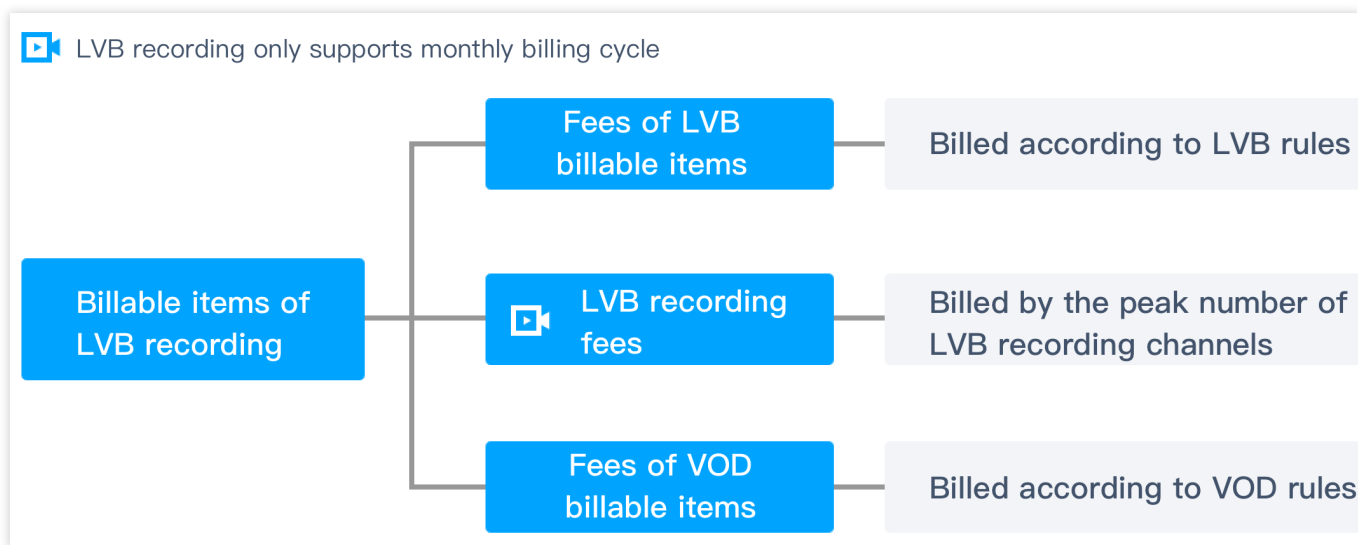 LVB recording only supports monthly billing cycle
Fees of LVB
billable items
Billed according to LVB rules
Billable items of
LVB recording
LVB recording
fees
Billed by the peak number of
LVB recording channels
Fees of VOD
billable items
Billed according to VOD rules